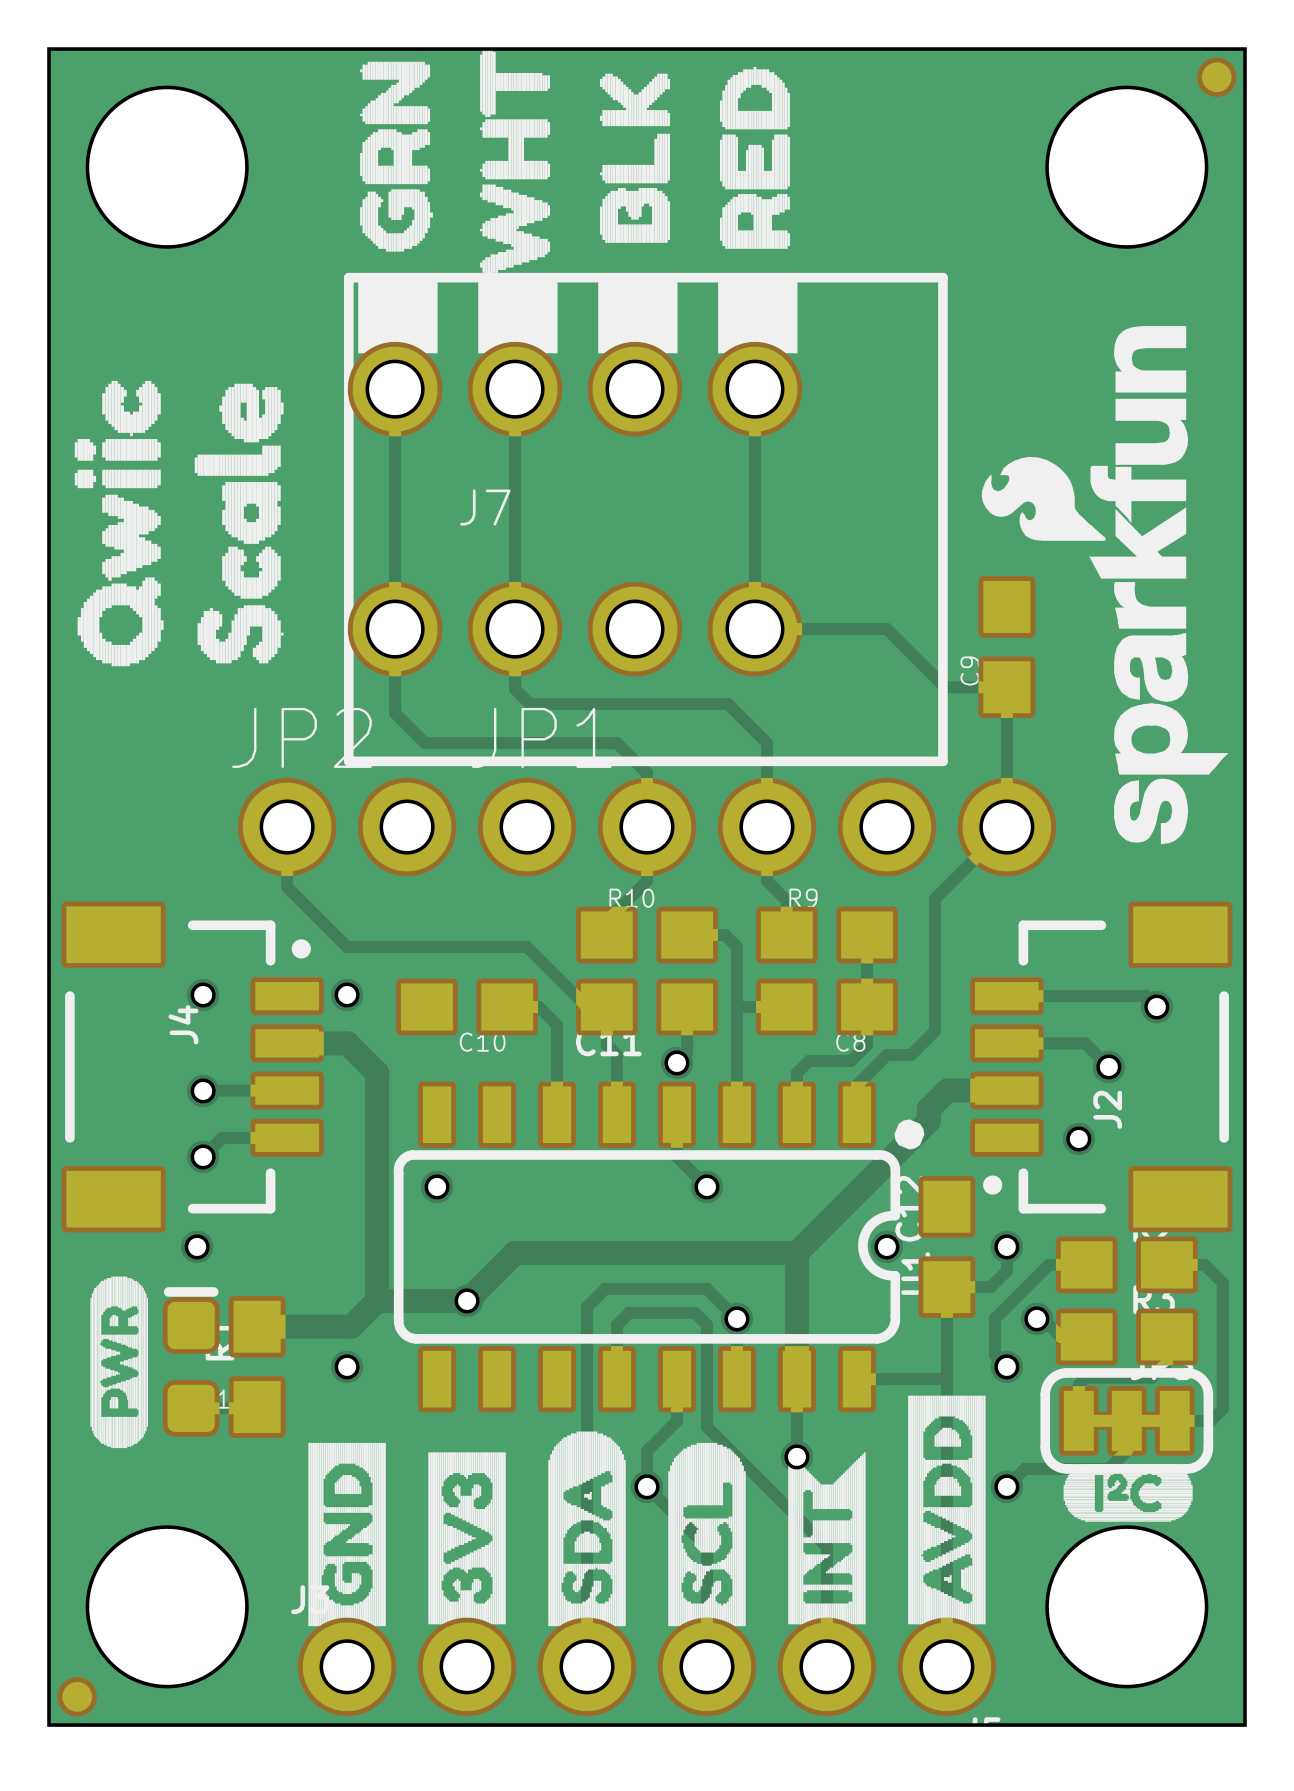 GRN
WHT
BLK
RED
Qwiic
Scale
sparkfun
J7
C9
JP2
JP1
R10
R9
J4
C10
C11
C8
J2
C12
U1
R3
PWR
R1
I²C
GND
3V3
SDA
SCL
INT
AVDD
J3